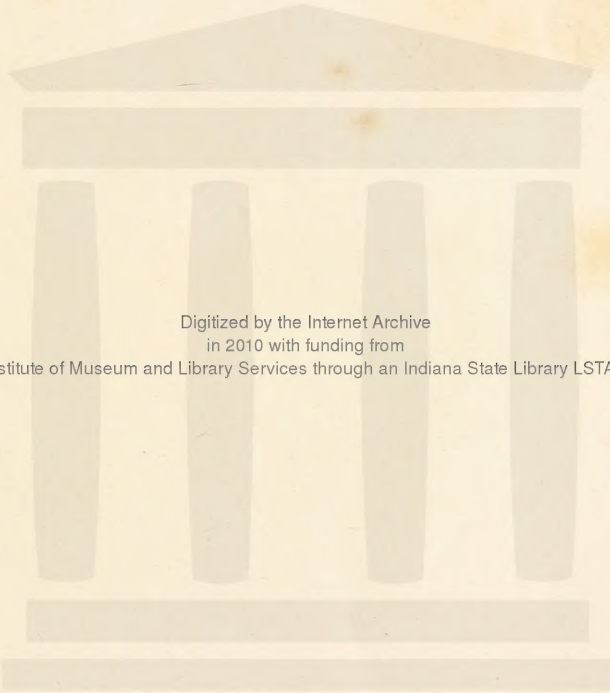 Digitized by the Internet Archive
in 2010 with funding from
stitute of Museum and Library Services through an Indiana State Library LSTA